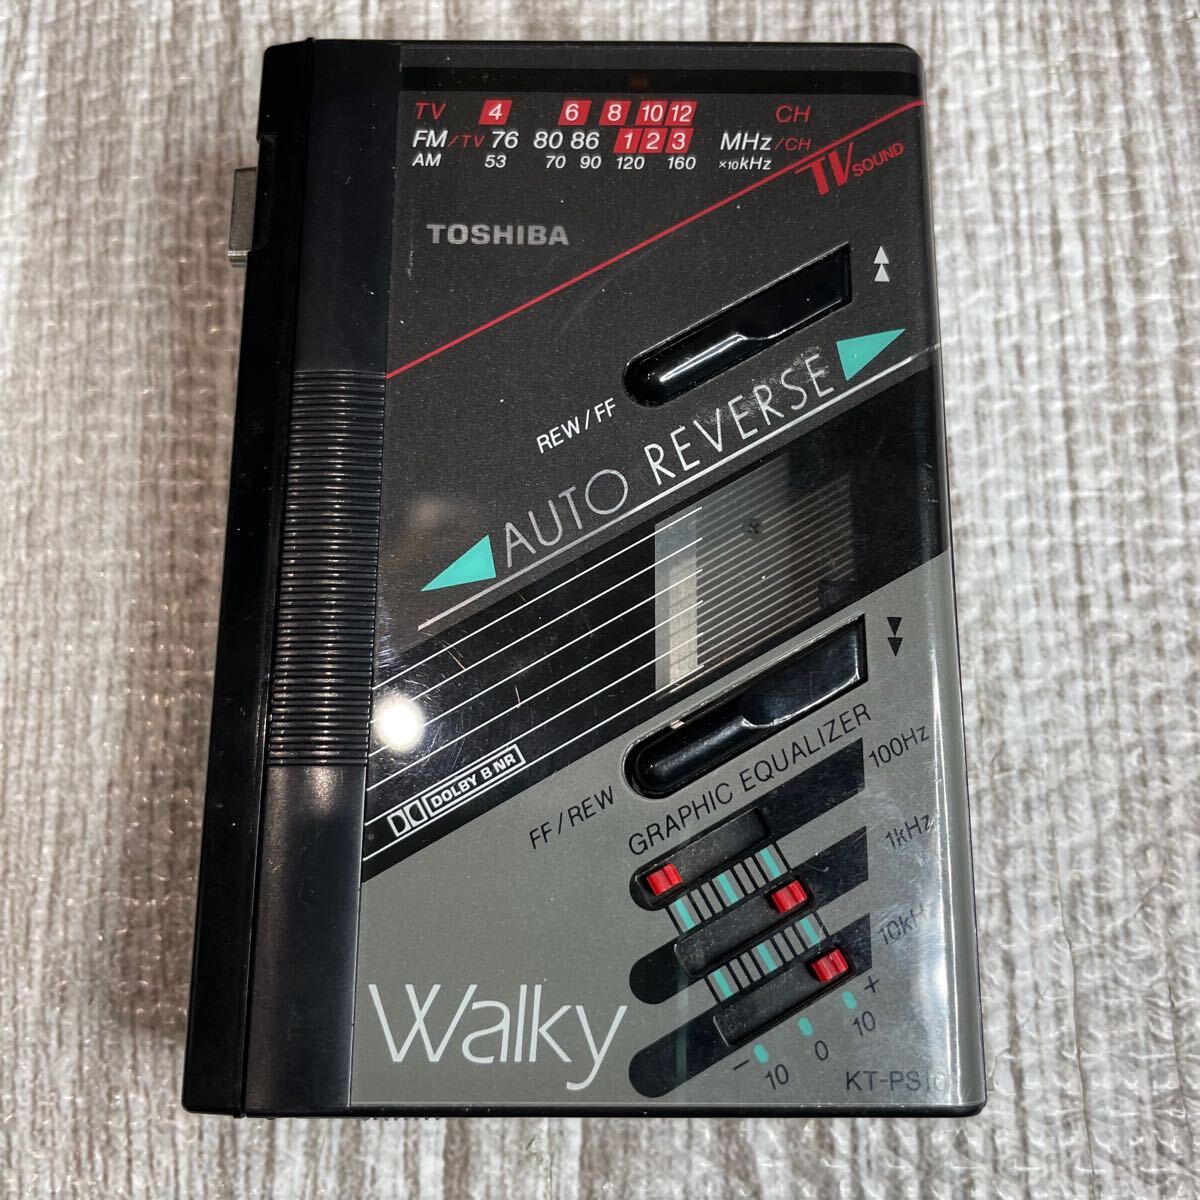 TV 4 6 8 10 12 CH
FM/TV 76 80 86 1 2 3 MHz/CH
AM 53 70 90 120 160 ×10kHz
TV SOUND
TOSHIBA
REW/FF
AUTO REVERSE
DOLBY B NR
FF/REW
GRAPHIC EQUALIZER
100Hz
1kHz
10kHz
− 10 0 10 +
Walky